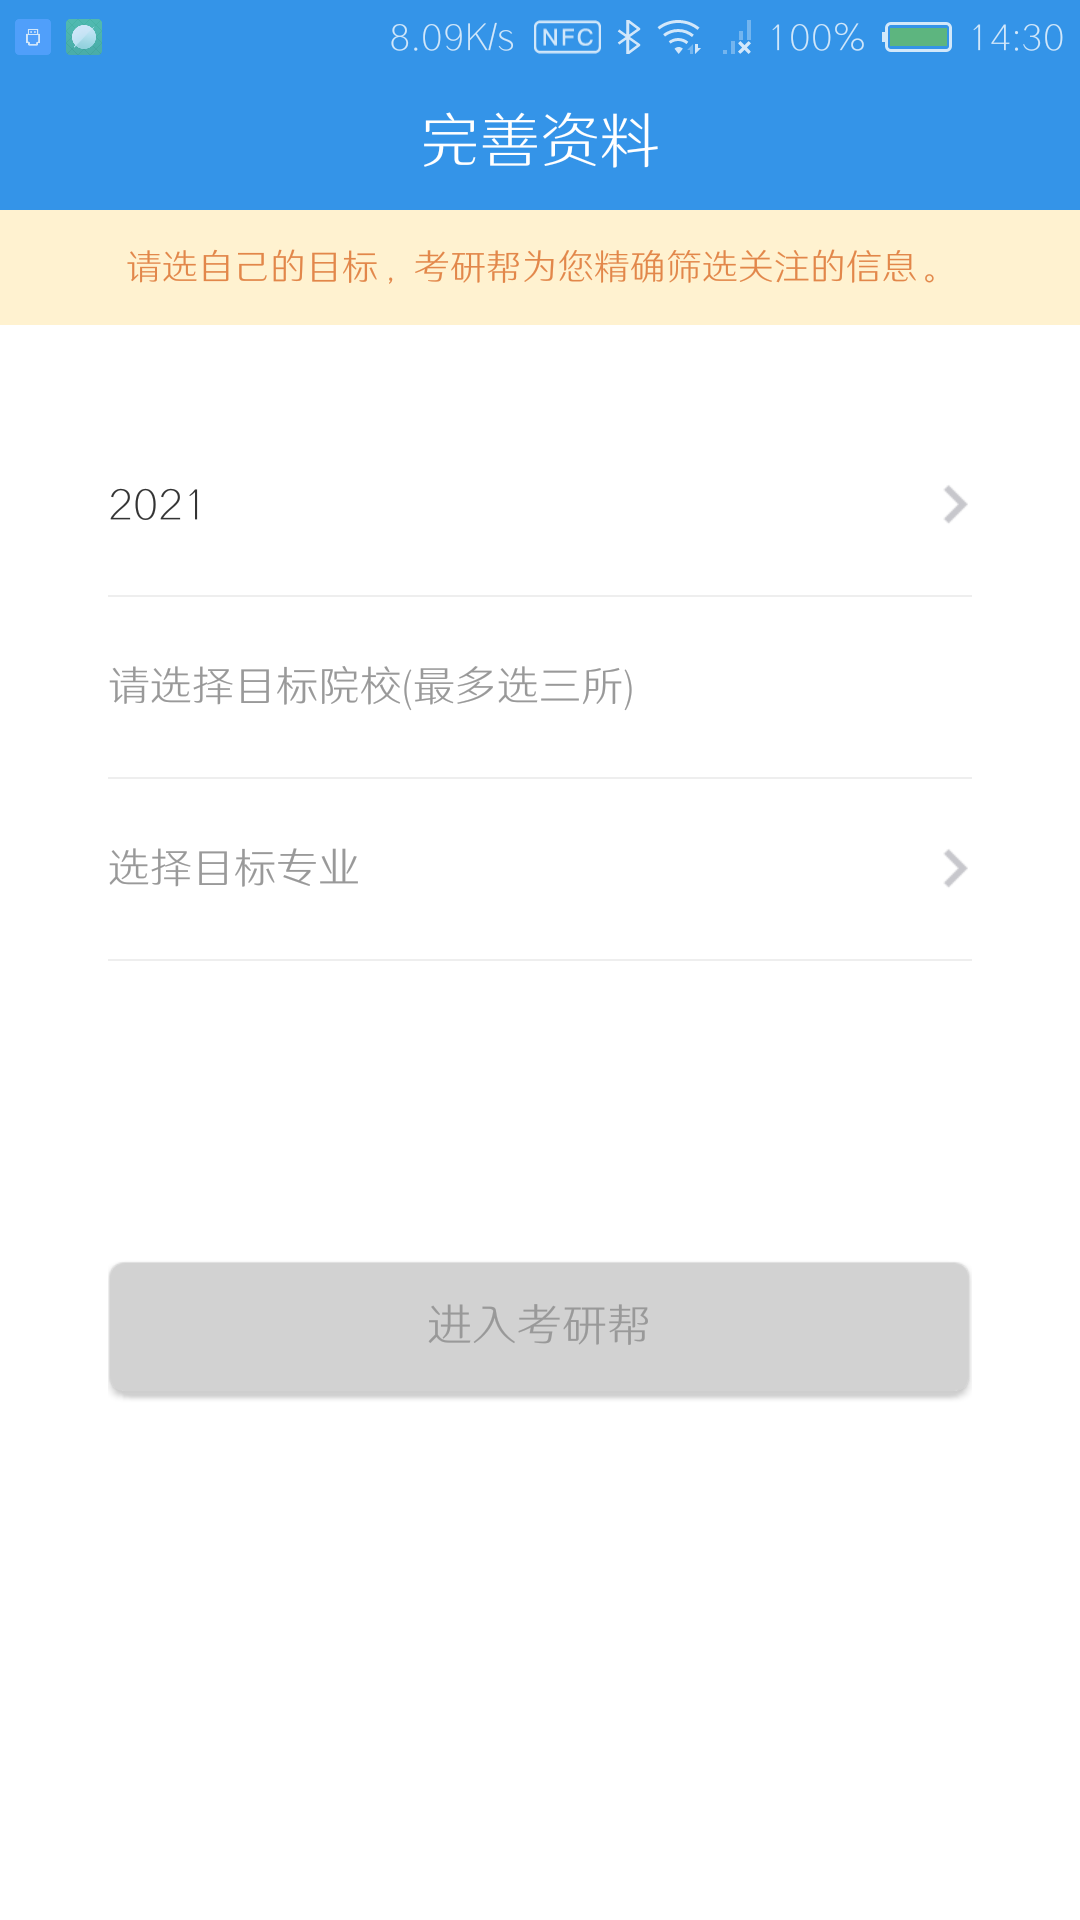 8.09K/s NFC 100% 14:30
完善资料
请选自己的目标，考研帮为您精确筛选关注的信息。
2021
请选择目标院校(最多选三所)
选择目标专业
进入考研帮